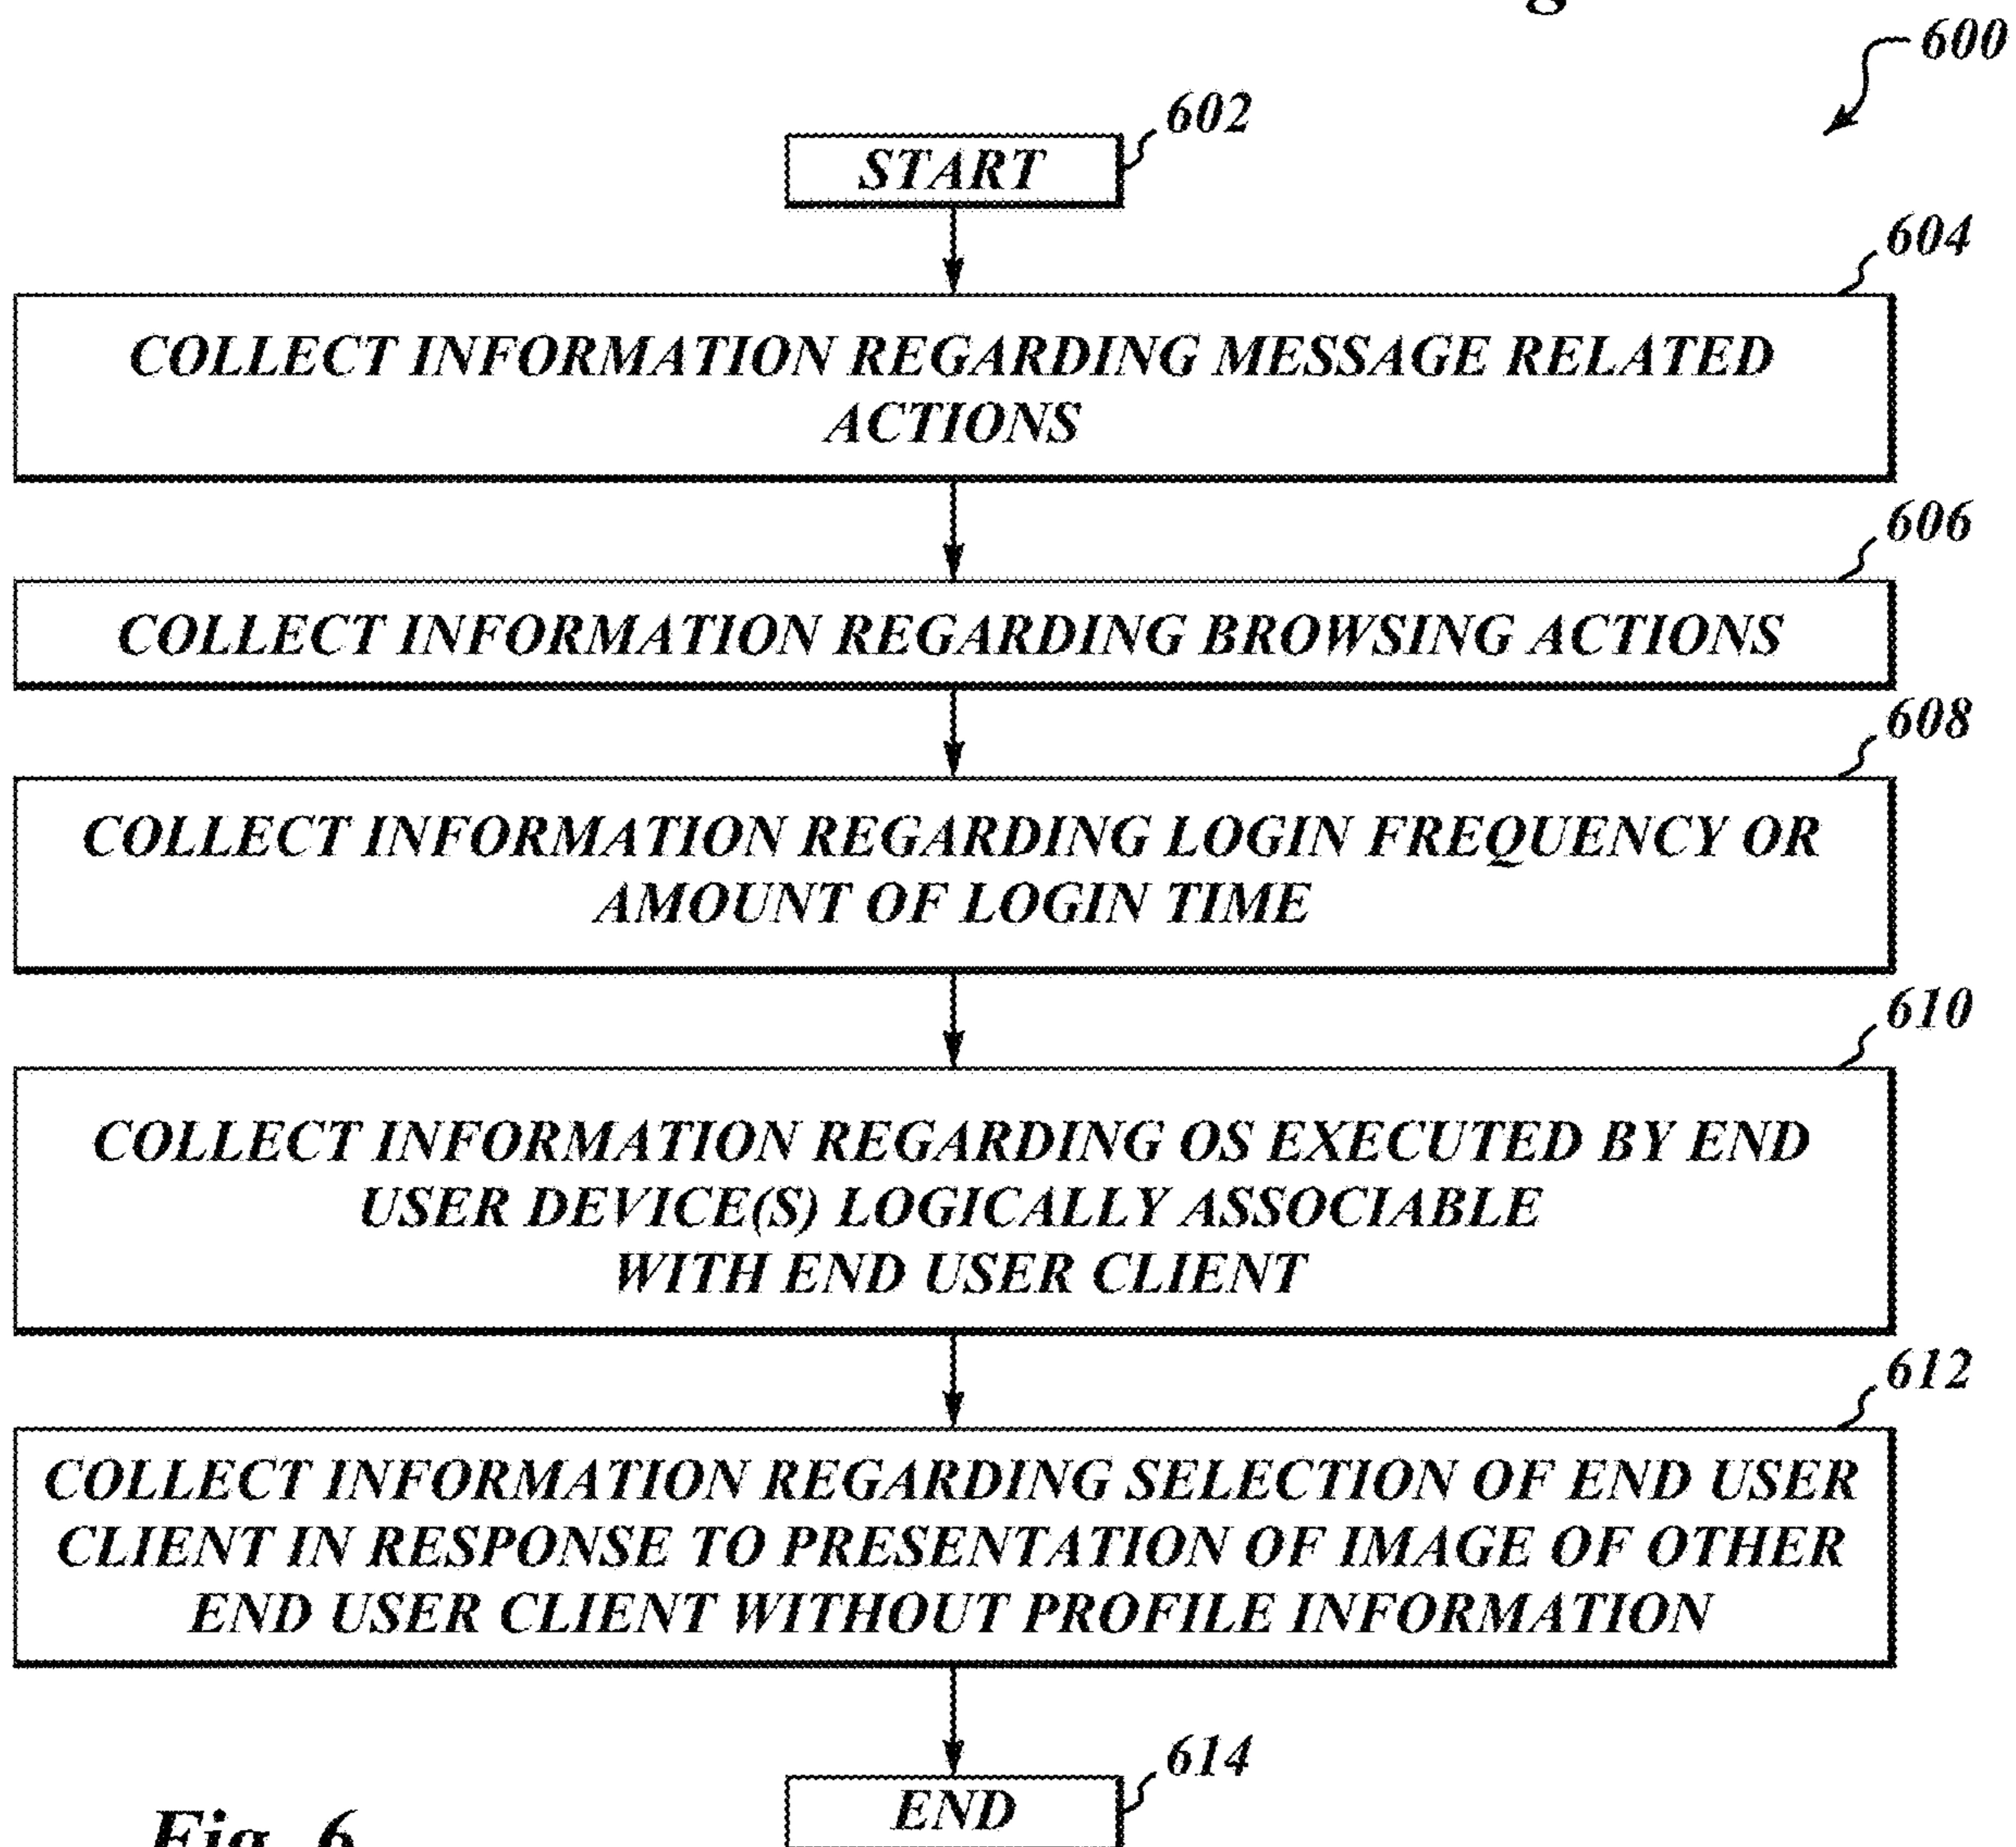 600
602
START
604
COLLECT INFORMATION REGARDING MESSAGE RELATED
ACTIONS
606
COLLECT INFORMATION REGARDING BROWSING ACTIONS
608
COLLECT INFORMATION REGARDING LOGIN FREQUENCY OR
AMOUNT OF LOGIN TIME
610
COLLECT INFORMATION REGARDING OS EXECUTED BY END
USER DEVICE(S) LOGICALLY ASSOCIABLE
WITH END USER CLIENT
612
COLLECT INFORMATION REGARDING SELECTION OF END USER
CLIENT IN RESPONSE TO PRESENTATION OF IMAGE OF OTHER
END USER CLIENT WITHOUT PROFILE INFORMATION
614
END
Fig. 6